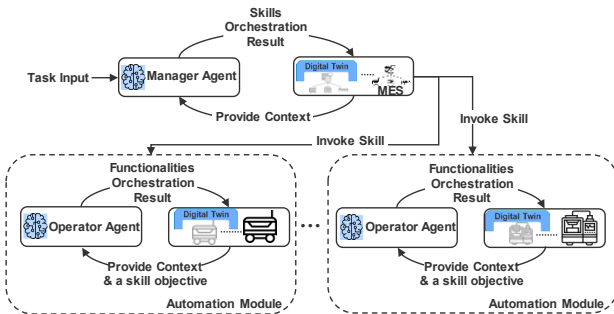 Skills
Orchestration
Result
Digital Twin
Task Input
Manager Agent
MES
Provide Context
Invoke Skill
Invoke Skill
Functionalities
Orchestration
Result
Digital Twin
Operator Agent
Provide Context
& a skill objective
Automation Module
Functionalities
Orchestration
Result
Digital Twin
Operator Agent
Provide Context
& a skill objective
Automation Module